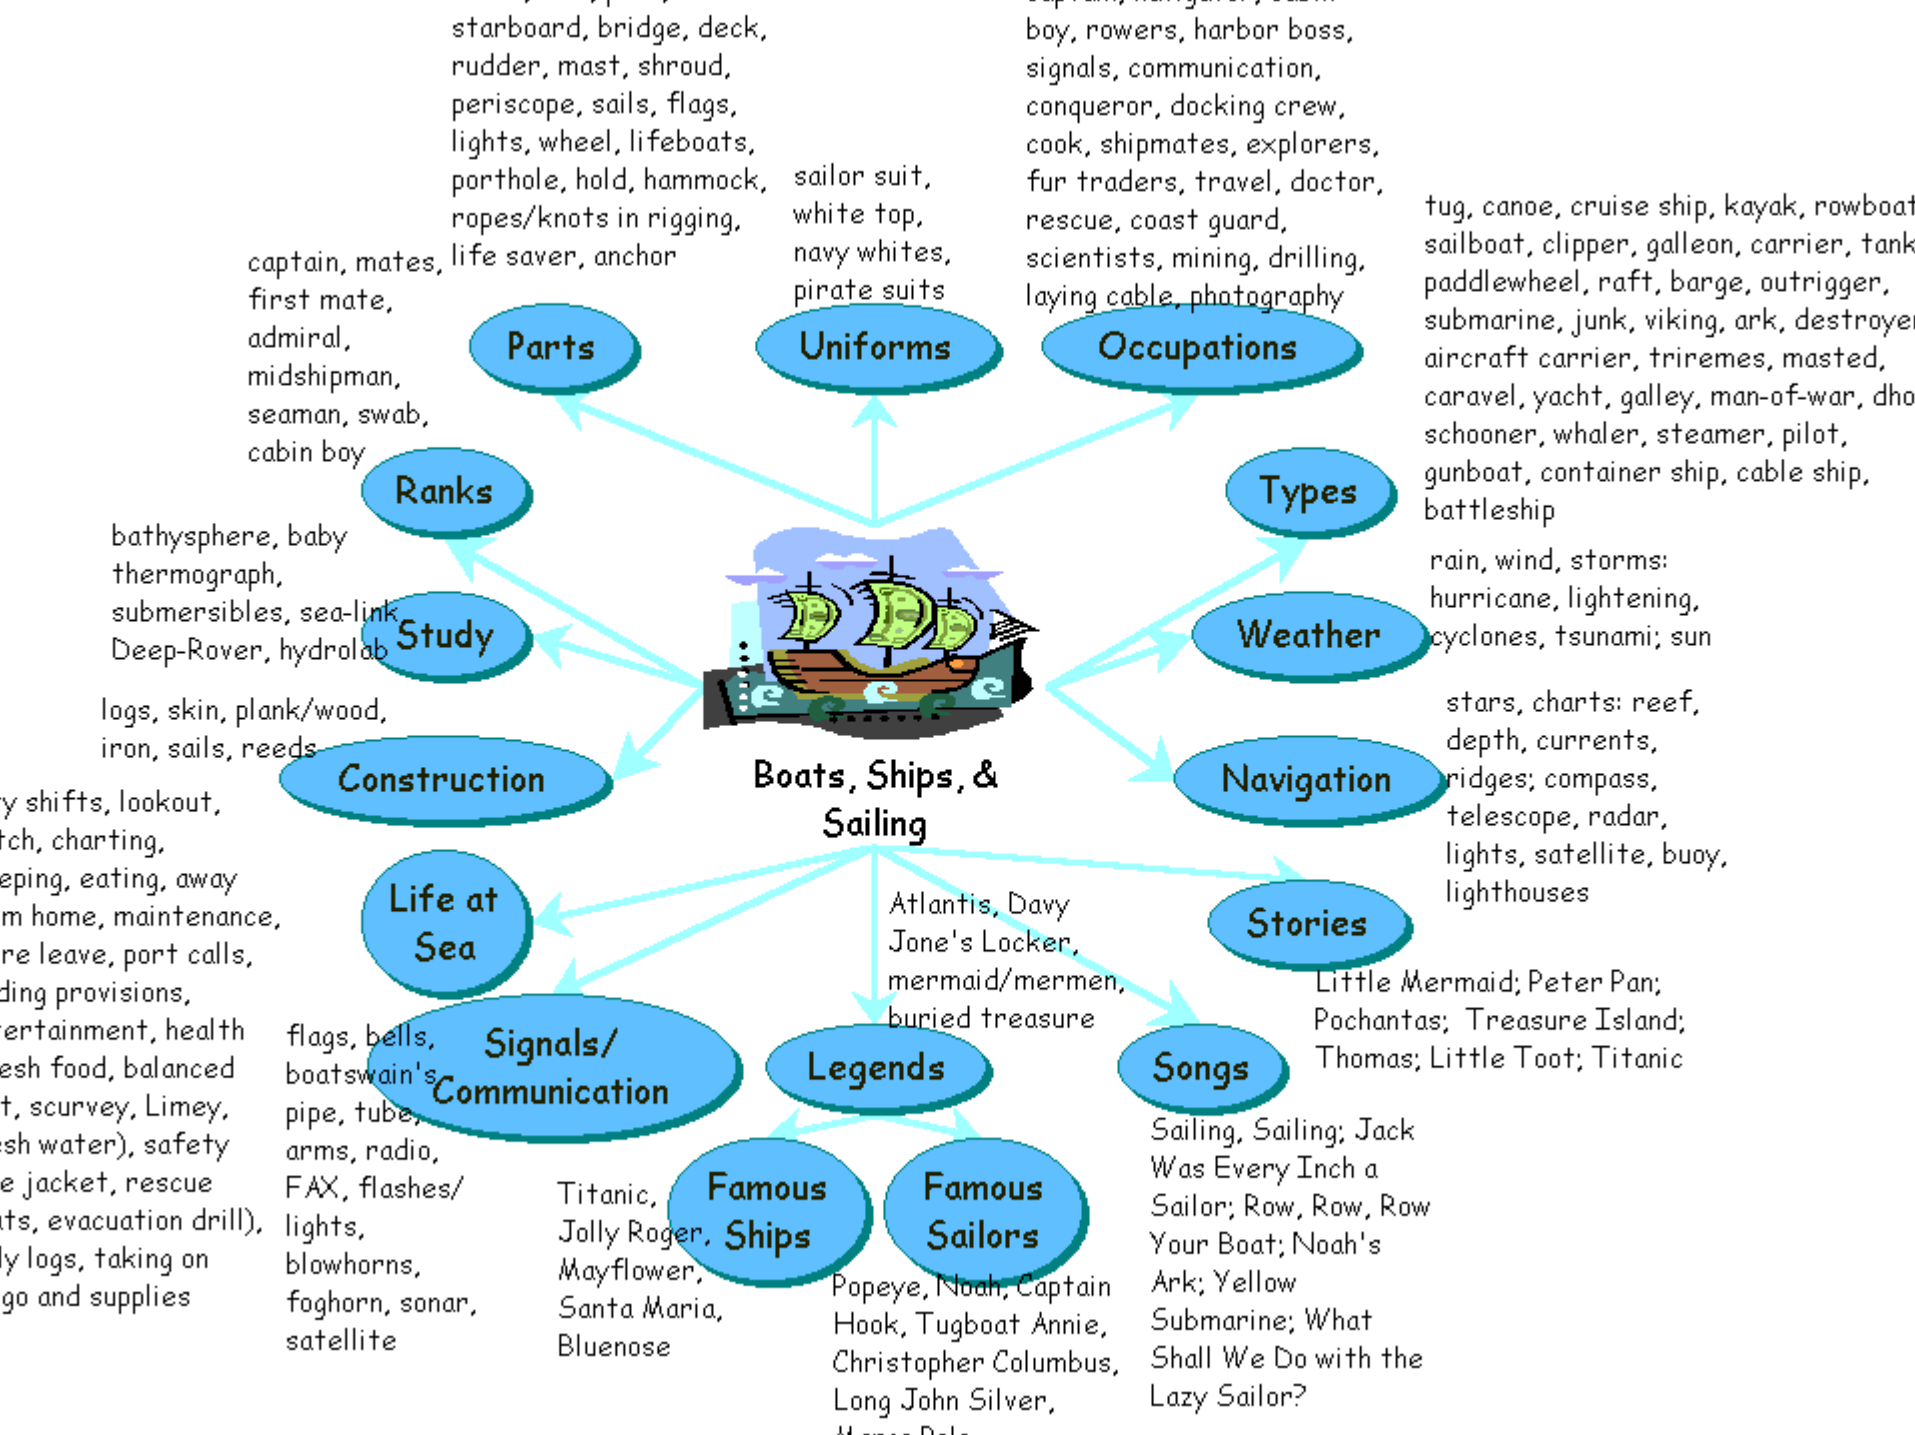 starboard, bridge, deck,
rudder, mast, shroud,
periscope, sails, flags,
lights, wheel, lifeboats,
porthole, hold, hammock,
ropes/knots in rigging,
life saver, anchor
Parts
sailor suit,
white top,
navy whites,
pirate suits
Uniforms
boy, rowers, harbor boss,
signals, communication,
conqueror, docking crew,
cook, shipmates, explorers,
fur traders, travel, doctor,
rescue, coast guard,
scientists, mining, drilling,
laying cable, photography
Occupations
captain, mates,
first mate,
admiral,
midshipman,
seaman, swab,
cabin boy
Ranks
tug, canoe, cruise ship, kayak, rowboat
sailboat, clipper, galleon, carrier, tank
paddlewheel, raft, barge, outrigger,
submarine, junk, viking, ark, destroye
aircraft carrier, triremes, masted,
caravel, yacht, galley, man-of-war, dho
schooner, whaler, steamer, pilot,
gunboat, container ship, cable ship,
battleship
Types
bathysphere, baby
thermograph,
submersibles, sea-link
Deep-Rover, hydrolab
Study
rain, wind, storms:
hurricane, lightening,
cyclones, tsunami; sun
Weather
logs, skin, plank/wood,
iron, sails, reeds
Construction
Boats, Ships, &
Sailing
stars, charts: reef,
depth, currents,
ridges; compass,
telescope, radar,
lights, satellite, buoy,
lighthouses
Navigation
y shifts, lookout,
tch, charting,
eping, eating, away
m home, maintenance,
re leave, port calls,
ding provisions,
tertainment, health
esh food, balanced
t, scurvey, Limey,
esh water), safety
e jacket, rescue
ats, evacuation drill),
ly logs, taking on
go and supplies
Life at
Sea
flags, bells,
boatswain's
pipe, tube,
arms, radio,
FAX, flashes/
lights,
blowhorns,
foghorn, sonar,
satellite
Signals/
Communication
Atlantis, Davy
Jone's Locker,
mermaid/mermen,
buried treasure
Legends
Stories
Little Mermaid; Peter Pan;
Pochantas; Treasure Island;
Thomas; Little Toot; Titanic
Songs
Sailing, Sailing; Jack
Was Every Inch a
Sailor; Row, Row, Row
Your Boat; Noah's
Ark; Yellow
Submarine; What
Shall We Do with the
Lazy Sailor?
Titanic,
Jolly Roger,
Mayflower,
Santa Maria,
Bluenose
Famous
Ships
Famous
Sailors
Popeye, Noah, Captain
Hook, Tugboat Annie,
Christopher Columbus,
Long John Silver,